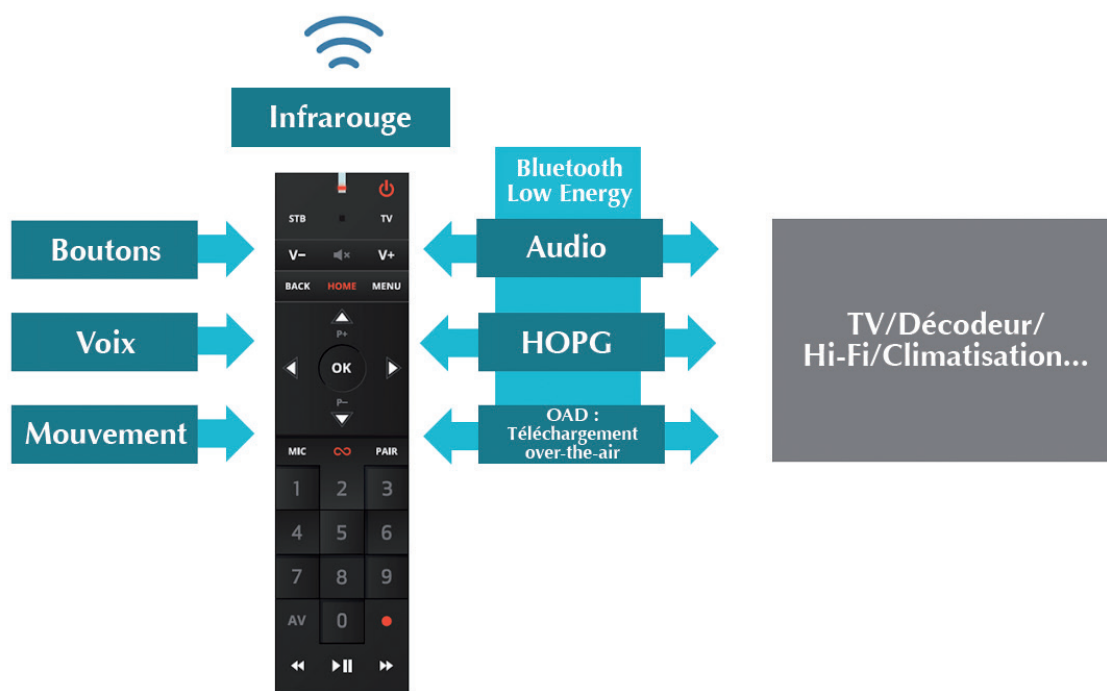 Infrarouge
Bluetooth
Low Energy
STB TV
Boutons
V– V+
Audio
BACK HOME MENU
P+
Voix
OK
HOPG
TV/Décodeur/
Hi-Fi/Climatisation...
P–
Mouvement
OAD :
Téléchargement
over-the-air
MIC PAIR
1 2 3
4 5 6
7 8 9
AV 0